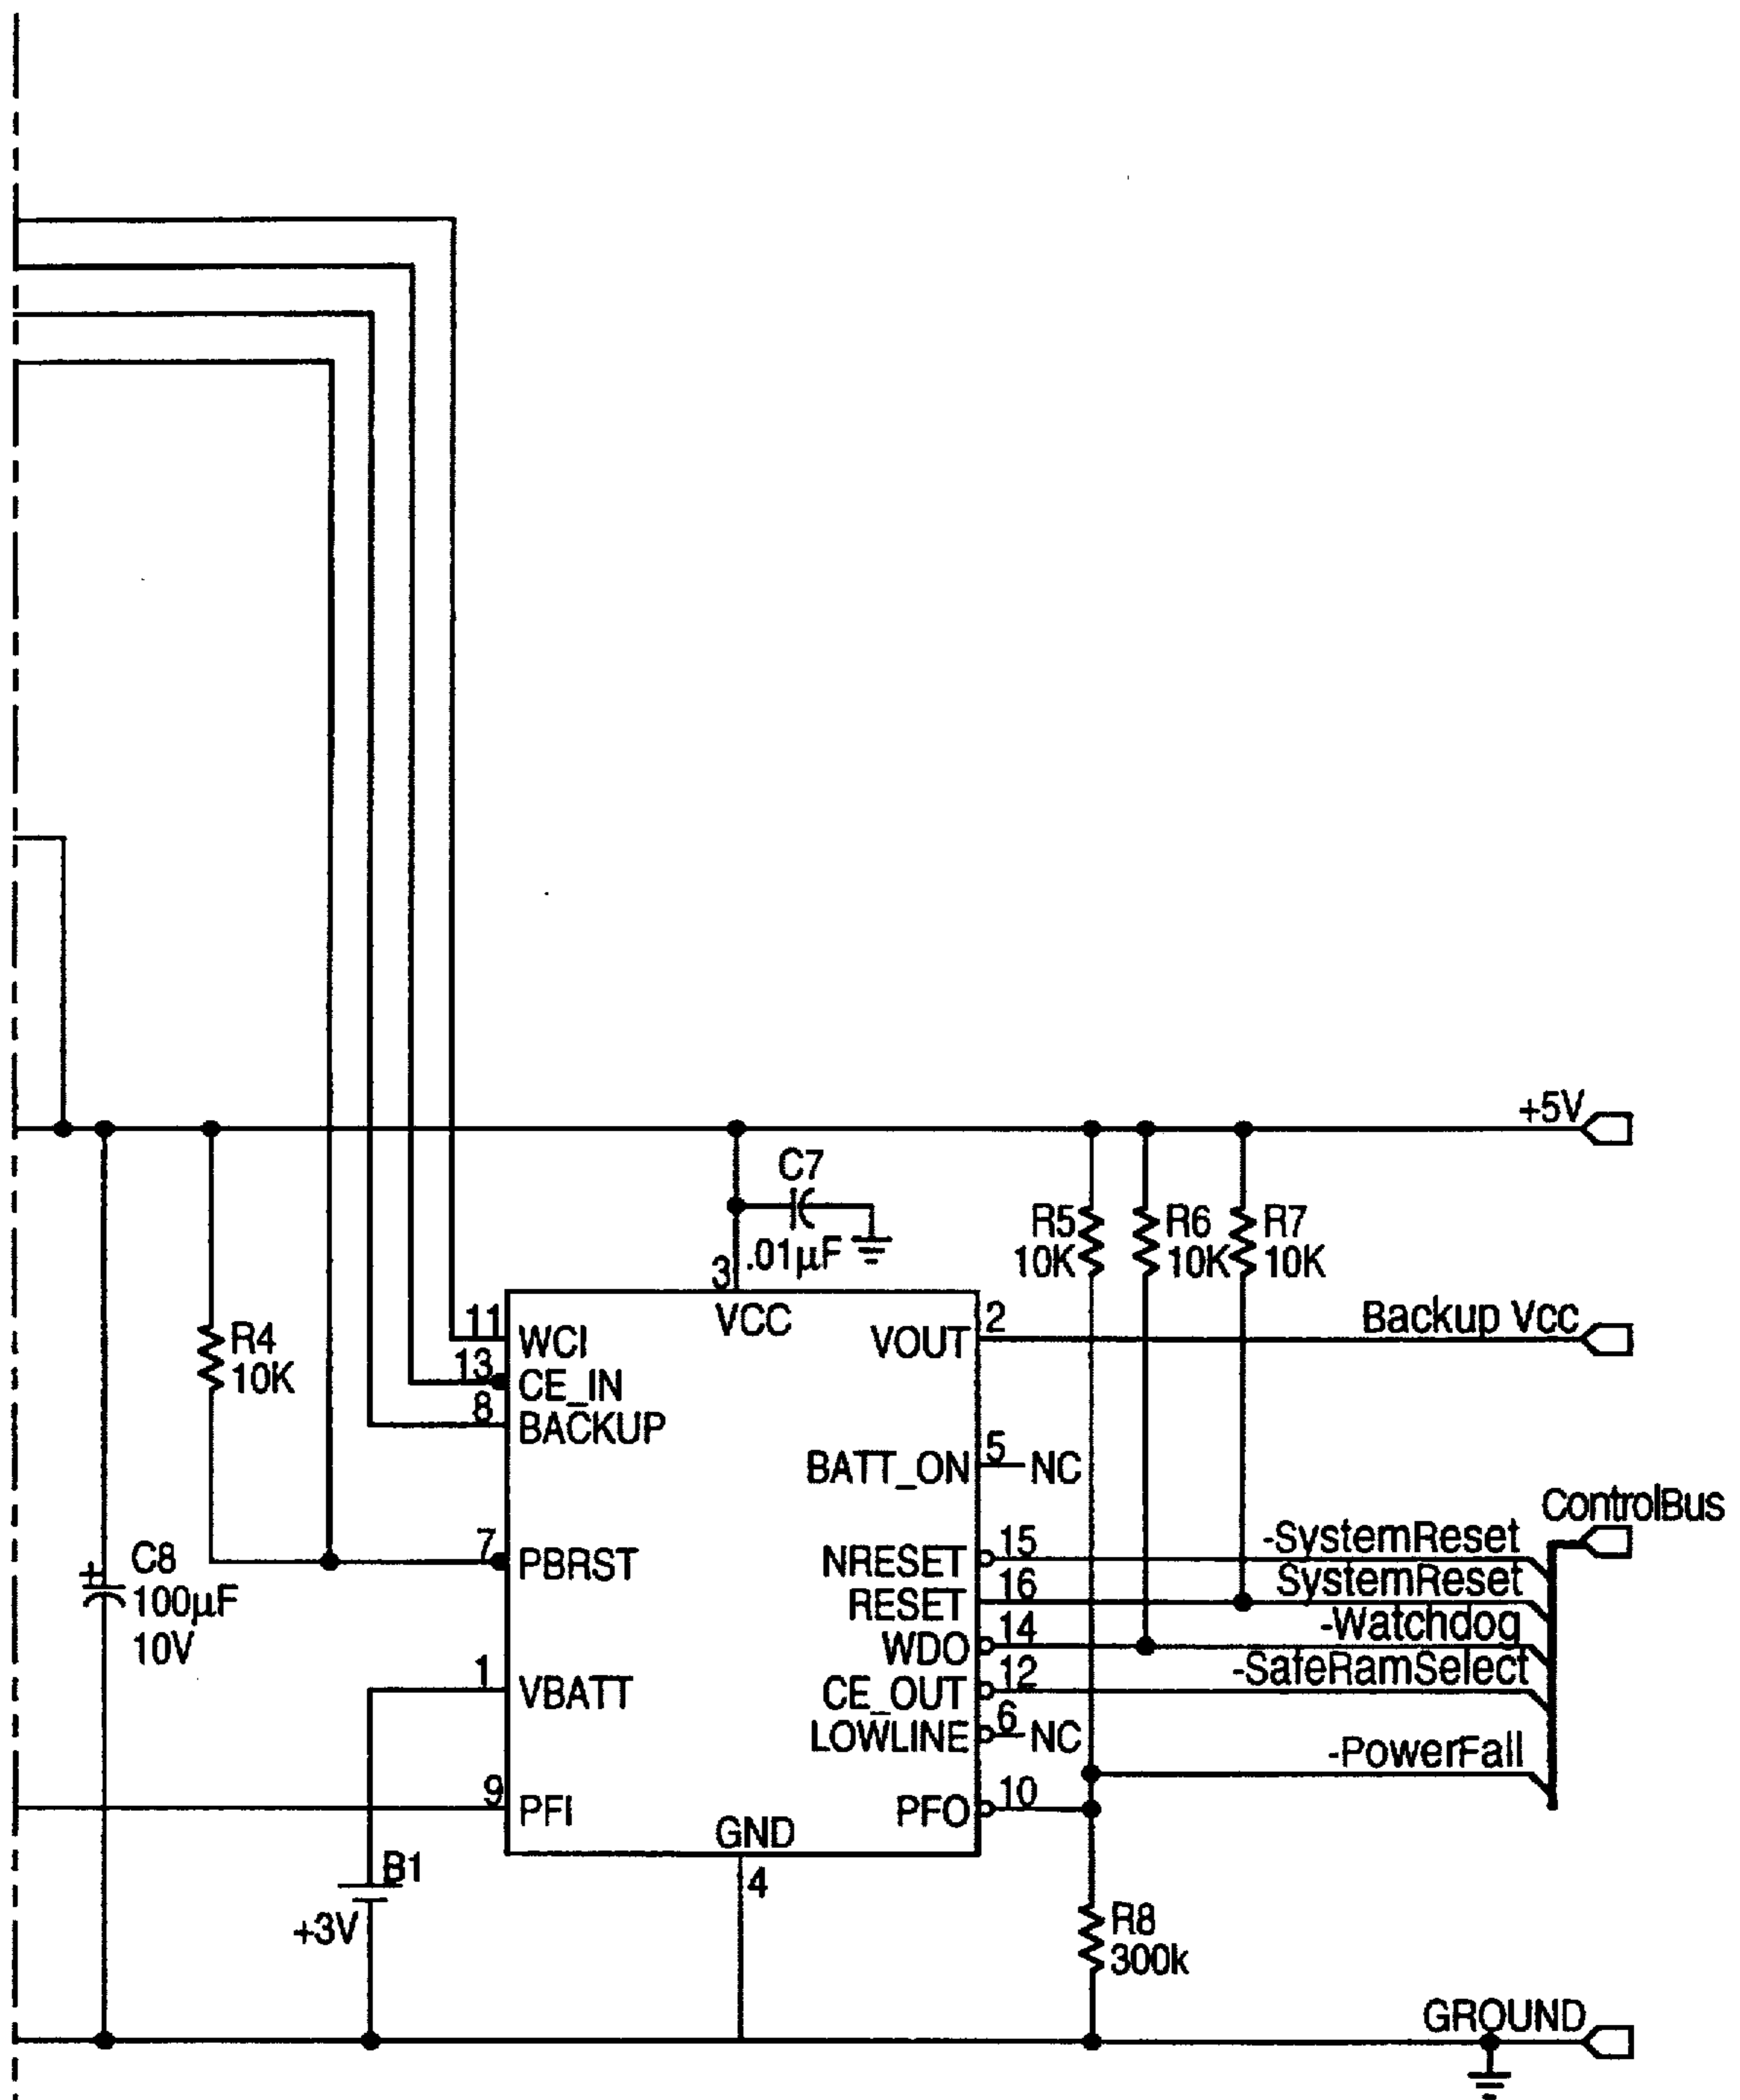 +5V
C7
.01µF
R5
10K
R6
10K
R7
10K
3
VCC
R4
10K
11
WCI
13
CE_IN
8
BACKUP
VOUT
2
Backup Vcc
BATT_ON
5
NC
ControlBus
7
PBRST
NRESET
15
-SystemReset
RESET
16
SystemReset
WDO
14
-Watchdog
CE_OUT
12
-SafeRamSelect
LOWLINE
6
NC
-PowerFall
+
C8
100µF
10V
1
VBATT
9
PFI
PFO
10
GND
4
B1
+3V
R8
300k
GROUND